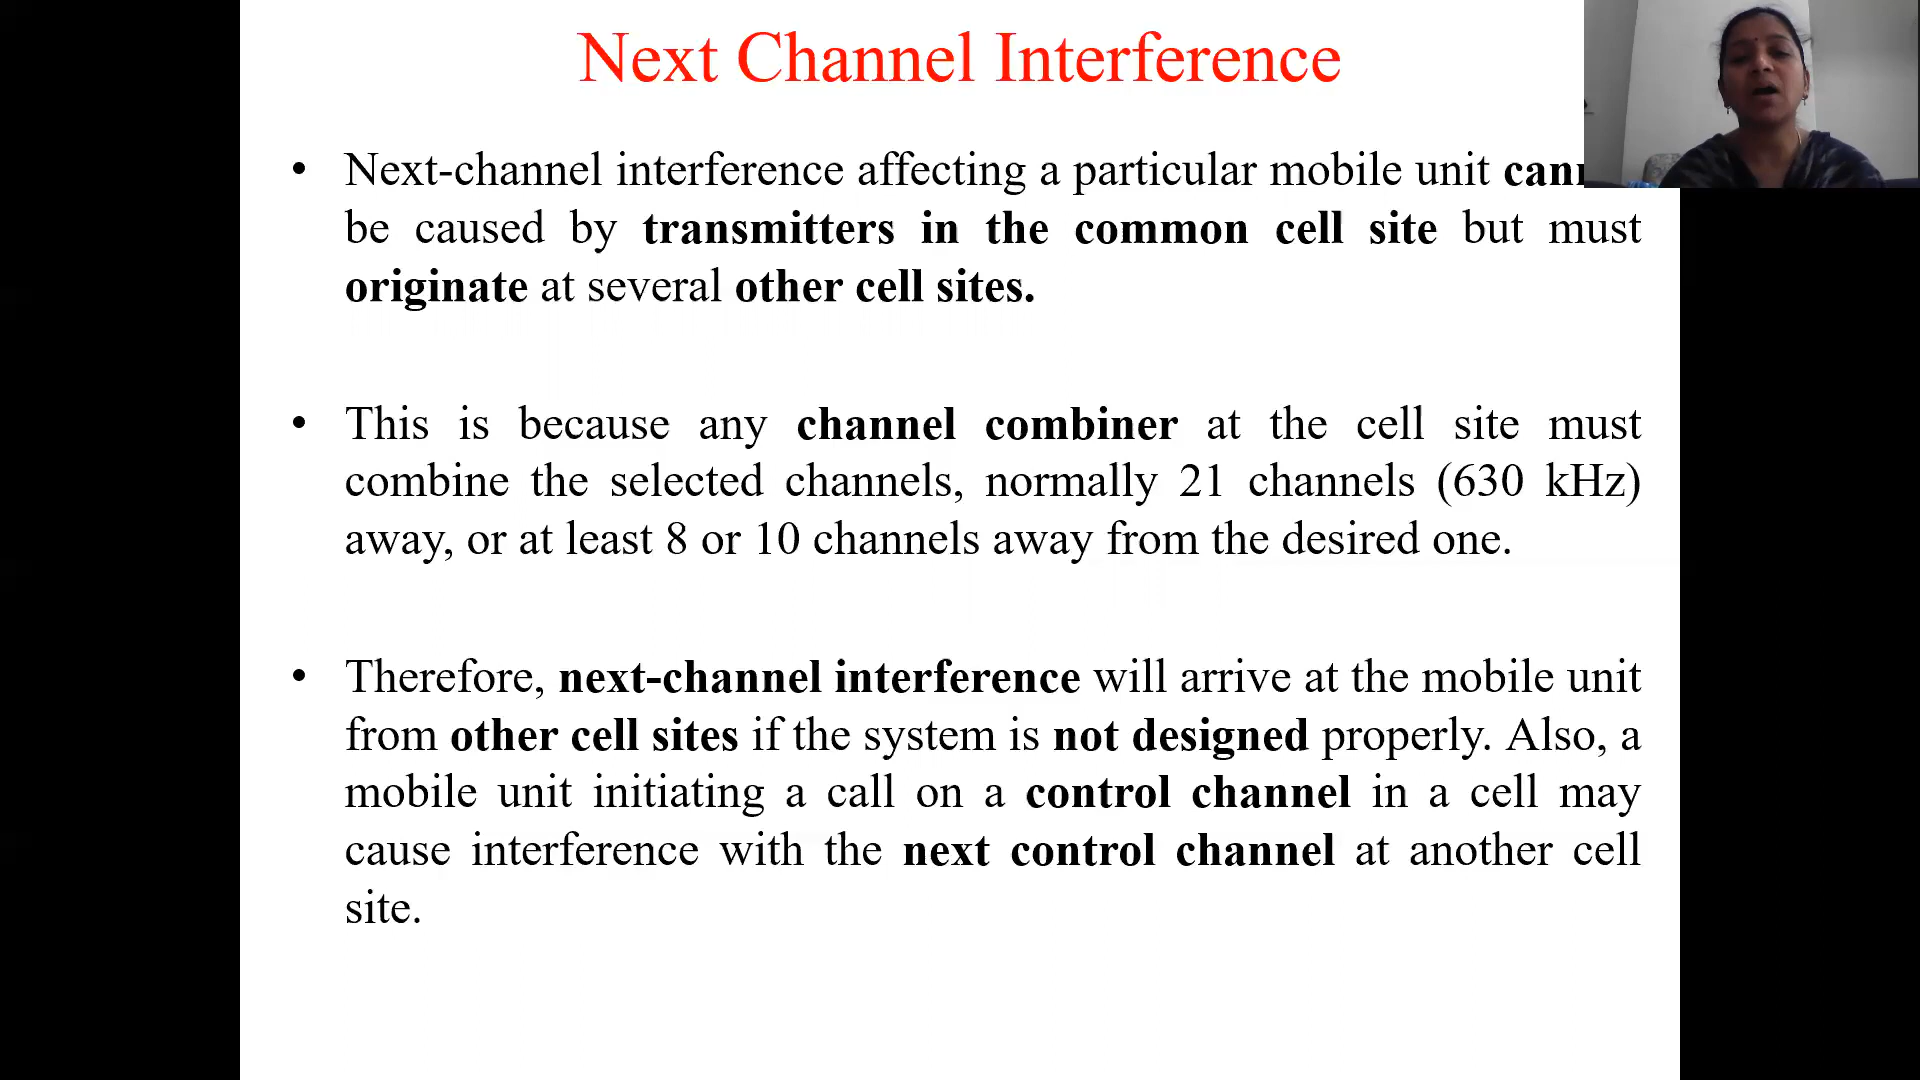 Next Channel Interference
• Next-channel interference affecting a particular mobile unit
be caused by transmitters in the common cell site but must
originate at several other cell sites.
• This is because any channel combiner at the cell site must
combine the selected channels, normally 21 channels (630 kHz)
away, or at least 8 or 10 channels away from the desired one.
• Therefore, next-channel interference will arrive at the mobile unit
from other cell sites if the system is not designed properly. Also, a
mobile unit initiating a call on a control channel in a cell may
cause interference with the next control channel at another cell
site.